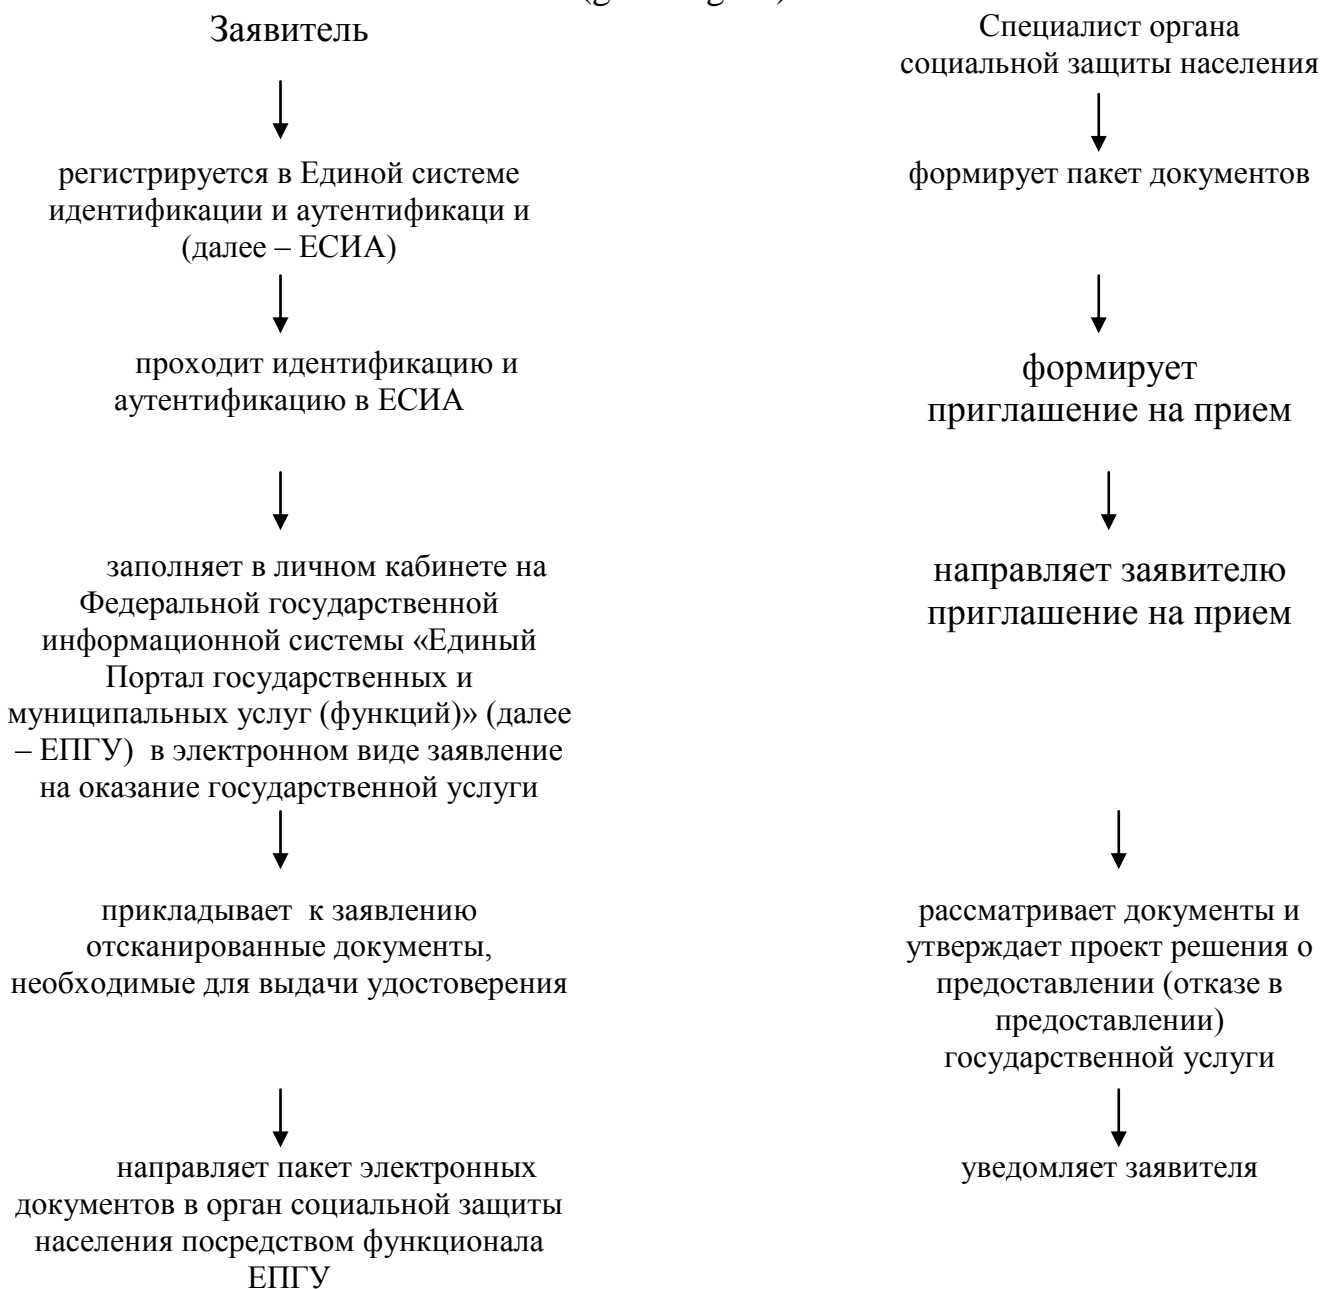 Заявитель
регистрируется в Единой системе
идентификации и аутентификаци и
(далее – ЕСИА)
проходит идентификацию и
аутентификацию в ЕСИА
заполняет в личном кабинете на
Федеральной государственной
информационной системы «Единый
Портал государственных и
муниципальных услуг (функций)» (далее
– ЕПГУ) в электронном виде заявление
на оказание государственной услуги
прикладывает к заявлению
отсканированные документы,
необходимые для выдачи удостоверения
направляет пакет электронных
документов в орган социальной защиты
населения посредством функционала
ЕПГУ
Специалист органа
социальной защиты населения
формирует пакет документов
формирует
приглашение на прием
направляет заявителю
приглашение на прием
рассматривает документы и
утверждает проект решения о
предоставлении (отказе в
предоставлении)
государственной услуги
уведомляет заявителя